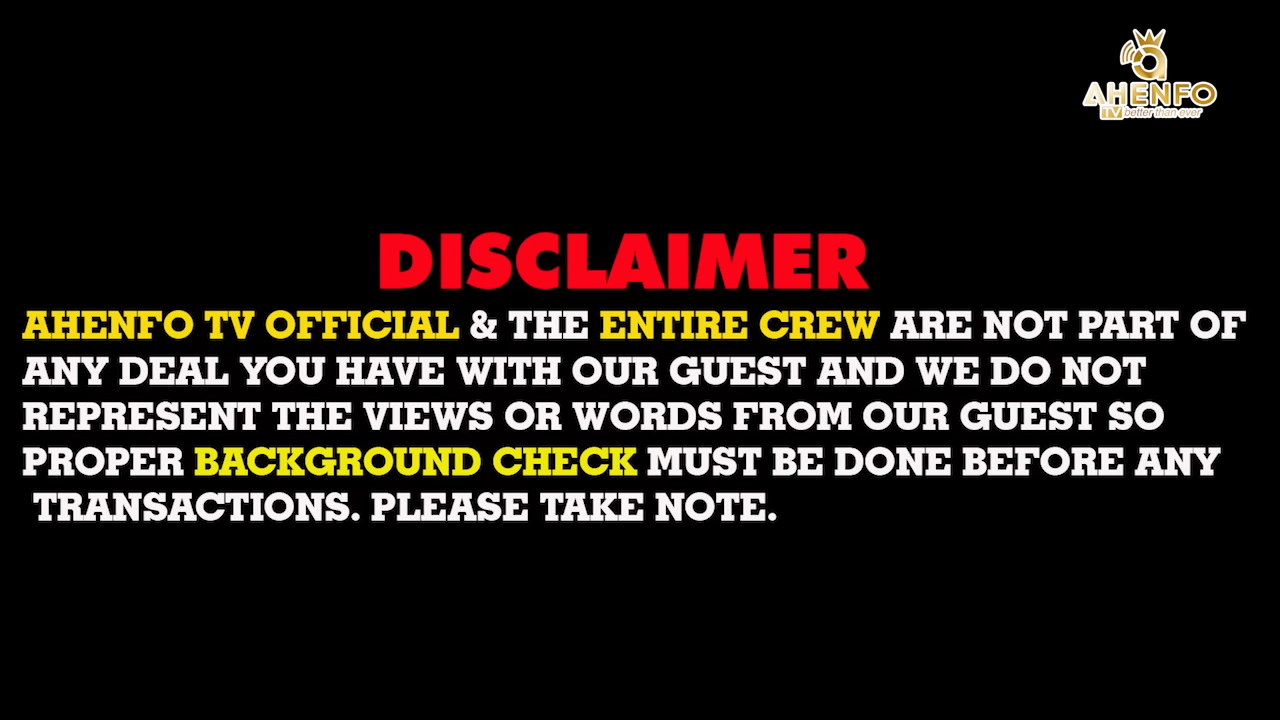 AHENFO
TV better than ever
DISCLAIMER
AHENFO TV OFFICIAL & THE ENTIRE CREW ARE NOT PART OF
ANY DEAL YOU HAVE WITH OUR GUEST AND WE DO NOT
REPRESENT THE VIEWS OR WORDS FROM OUR GUEST SO
PROPER BACKGROUND CHECK MUST BE DONE BEFORE ANY
TRANSACTIONS. PLEASE TAKE NOTE.